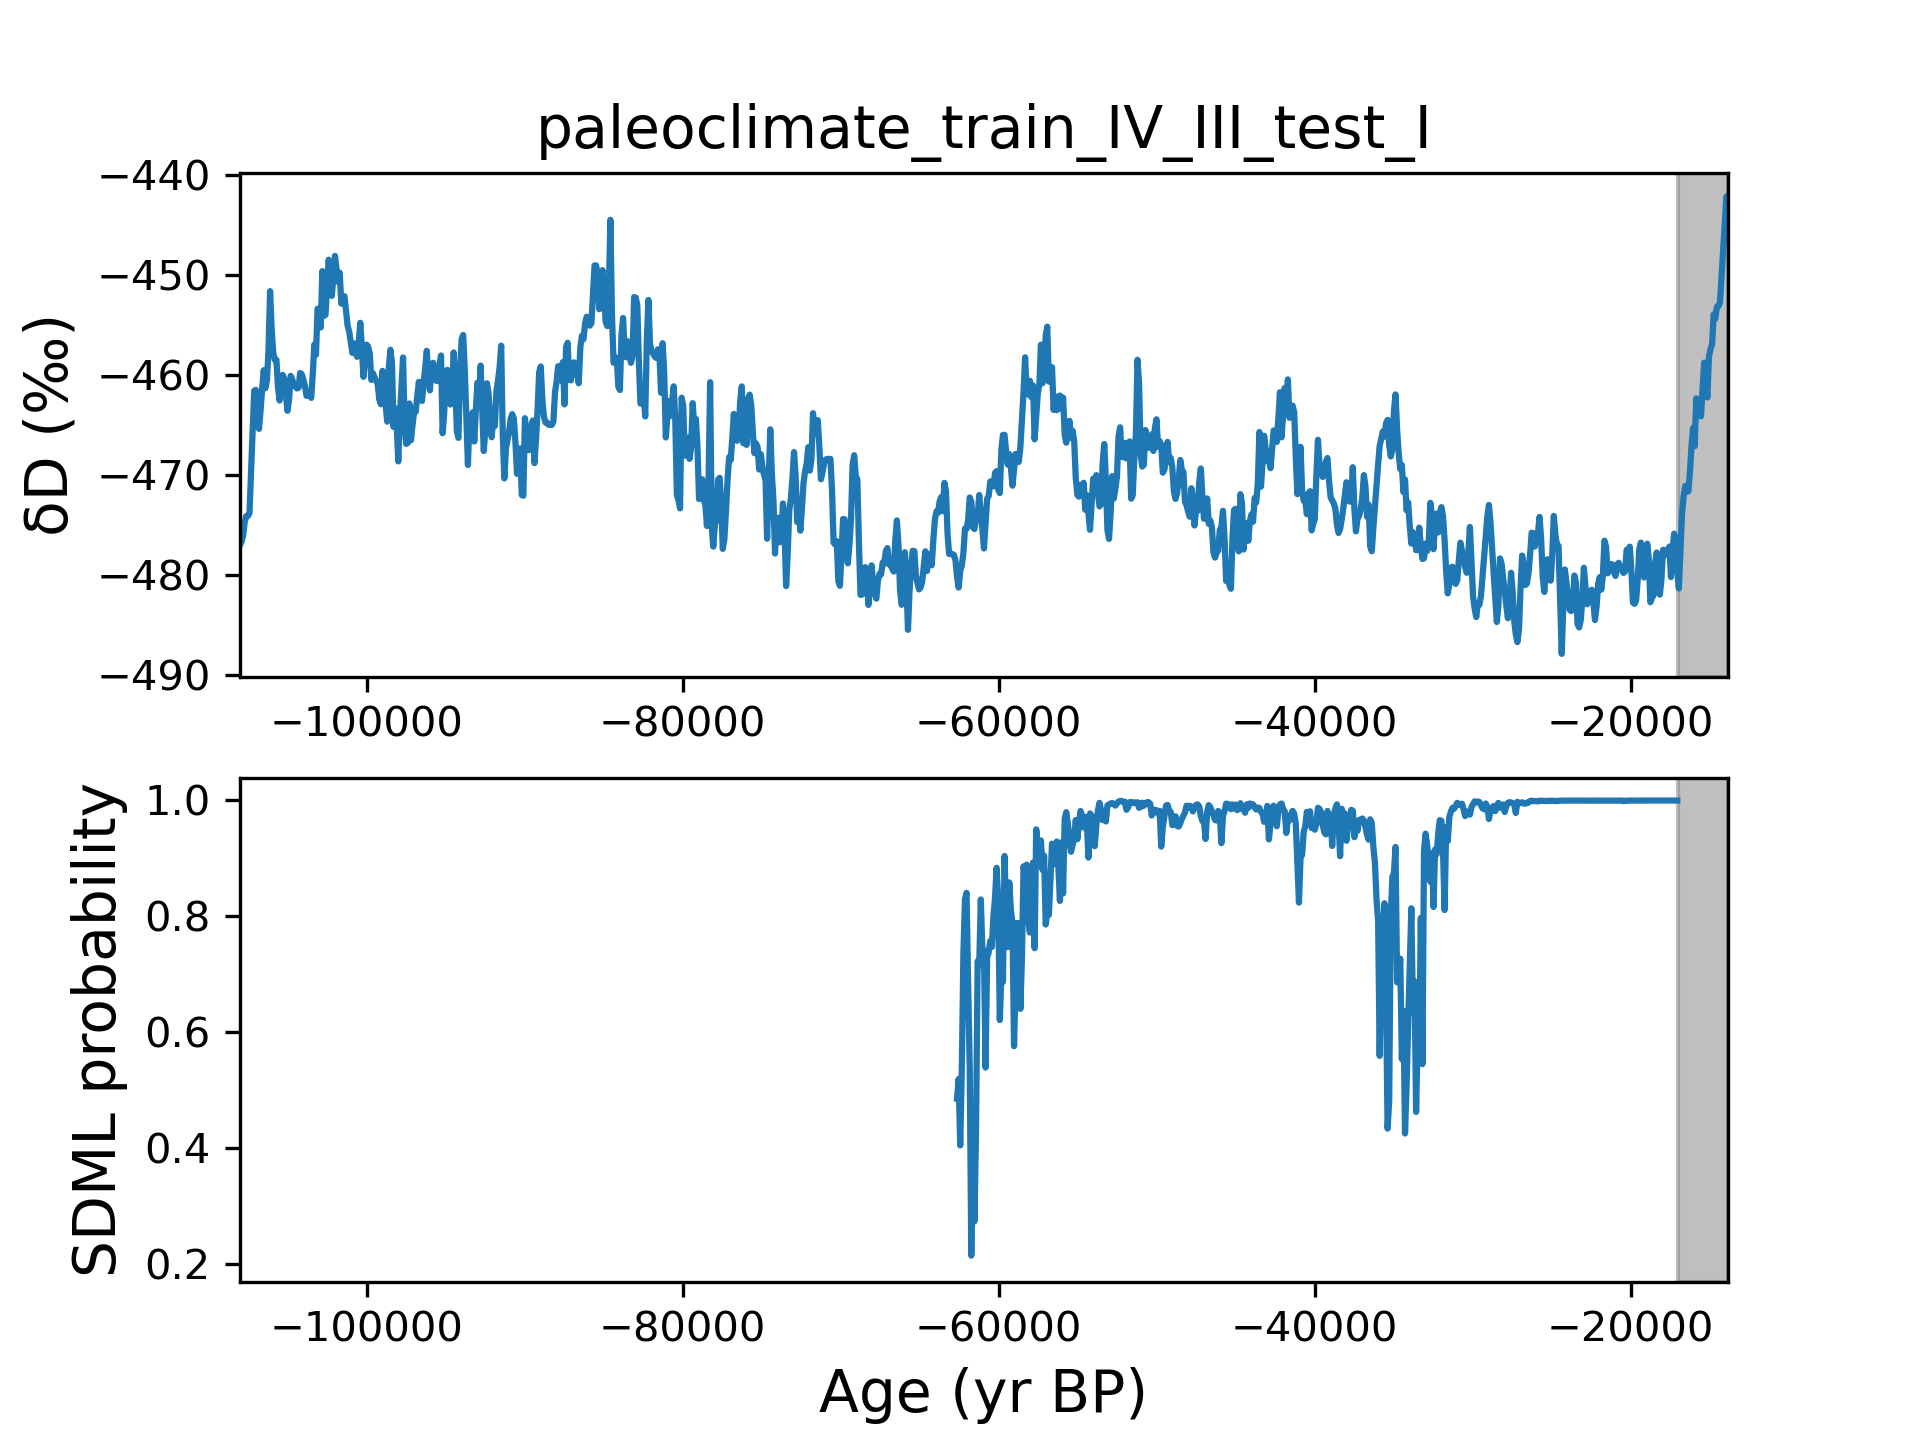 paleoclimate_train_IV_III_test_I
δD (‰)
−440
−450
−460
−470
−480
−490
−100000 −80000 −60000 −40000 −20000
SDML probability
1.0
0.8
0.6
0.4
0.2
−100000 −80000 −60000 −40000 −20000
Age (yr BP)